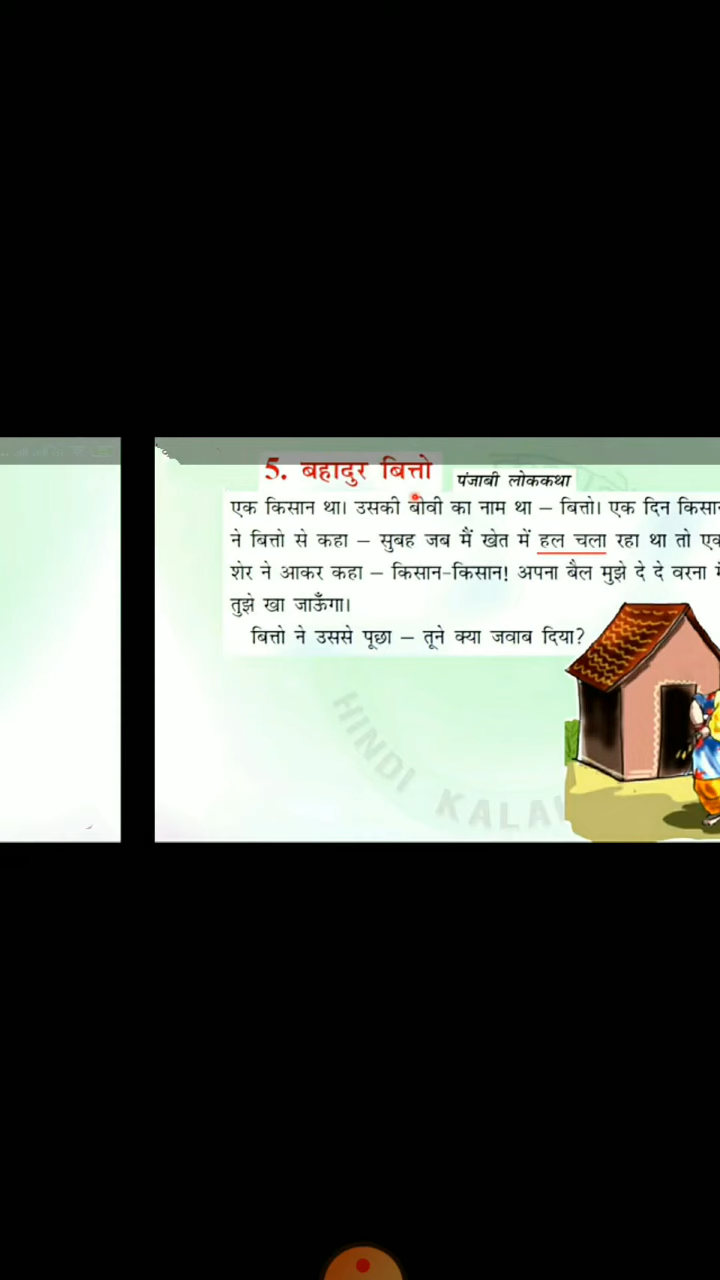 5. बहादुर बित्तो पंजाबी लोककथा
एक किसान था। उसकी बीवी का नाम था – बित्तो। एक दिन किसान
ने बित्तो से कहा – सुबह जब मैं खेत में हल चला रहा था तो
शेर ने आकर कहा – किसान-किसान! अपना बैल मुझे दे दे वरना
तुझे खा जाऊँगा।
बित्तो ने उससे पूछा – तूने क्या जवाब दिया?
HINDI